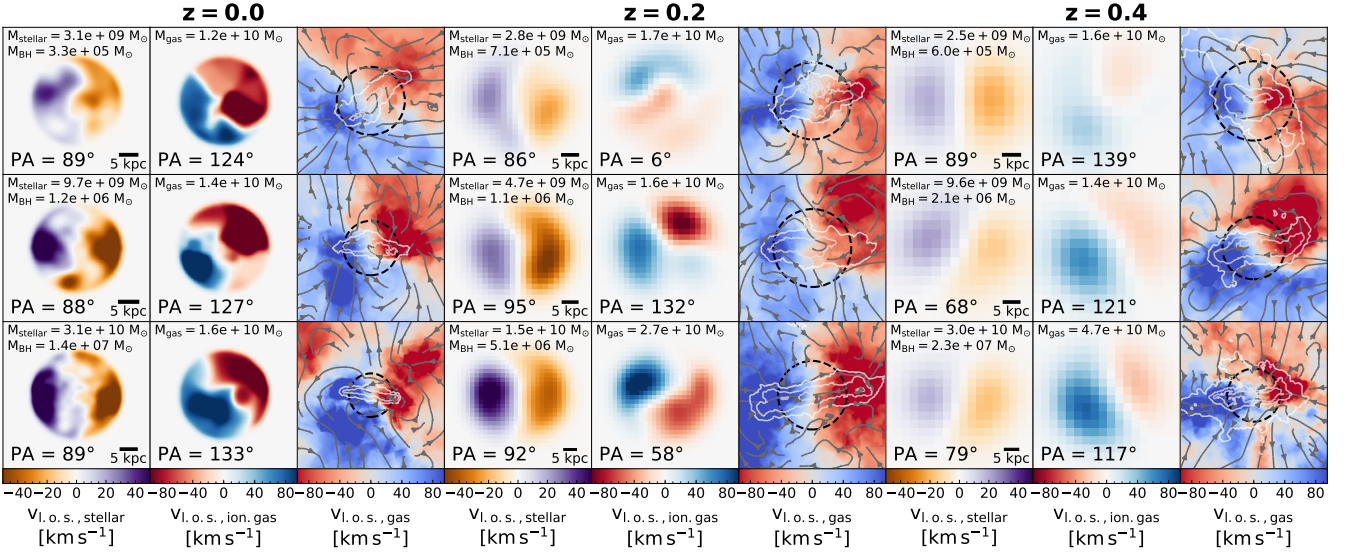 z = 0.0 z = 0.2 z = 0.4
M_stellar = 3.1e + 09 M_⊙ M_gas = 1.2e + 10 M_⊙ M_stellar = 2.8e + 09 M_⊙ M_gas = 1.7e + 10 M_⊙ M_stellar = 2.5e + 09 M_⊙ M_gas = 1.6e + 10 M_⊙
M_BH = 3.3e + 05 M_⊙ M_BH = 7.1e + 05 M_⊙ M_BH = 6.0e + 05 M_⊙
PA = 89° 5 kpc PA = 124° PA = 86° 5 kpc PA = 6° PA = 89° 5 kpc PA = 139°
M_stellar = 9.7e + 09 M_⊙ M_gas = 1.4e + 10 M_⊙ M_stellar = 4.7e + 09 M_⊙ M_gas = 1.6e + 10 M_⊙ M_stellar = 9.6e + 09 M_⊙ M_gas = 1.4e + 10 M_⊙
M_BH = 1.2e + 06 M_⊙ M_BH = 1.1e + 06 M_⊙ M_BH = 2.1e + 06 M_⊙
PA = 88° 5 kpc PA = 127° PA = 95° 5 kpc PA = 132° PA = 68° 5 kpc PA = 121°
M_stellar = 3.1e + 10 M_⊙ M_gas = 1.6e + 10 M_⊙ M_stellar = 1.5e + 10 M_⊙ M_gas = 2.7e + 10 M_⊙ M_stellar = 3.0e + 10 M_⊙ M_gas = 4.7e + 10 M_⊙
M_BH = 1.4e + 07 M_⊙ M_BH = 5.1e + 06 M_⊙ M_BH = 2.3e + 07 M_⊙
PA = 89° 5 kpc PA = 133° PA = 92° 5 kpc PA = 58° PA = 79° 5 kpc PA = 117°
−40 −20 0 20 40 −80 −40 0 40 80 −80 −40 0 40 80 −40 −20 0 20 40 −80 −40 0 40 80 −80 −40 0 40 80 −40 −20 0 20 40 −80 −40 0 40 80 −80 −40 0 40 80
v_l.o.s., stellar v_l.o.s., ion. gas v_l.o.s., gas v_l.o.s., stellar v_l.o.s., ion. gas v_l.o.s., gas v_l.o.s., stellar v_l.o.s., ion. gas v_l.o.s., gas
[km s⁻¹] [km s⁻¹] [km s⁻¹] [km s⁻¹] [km s⁻¹] [km s⁻¹] [km s⁻¹] [km s⁻¹] [km s⁻¹]